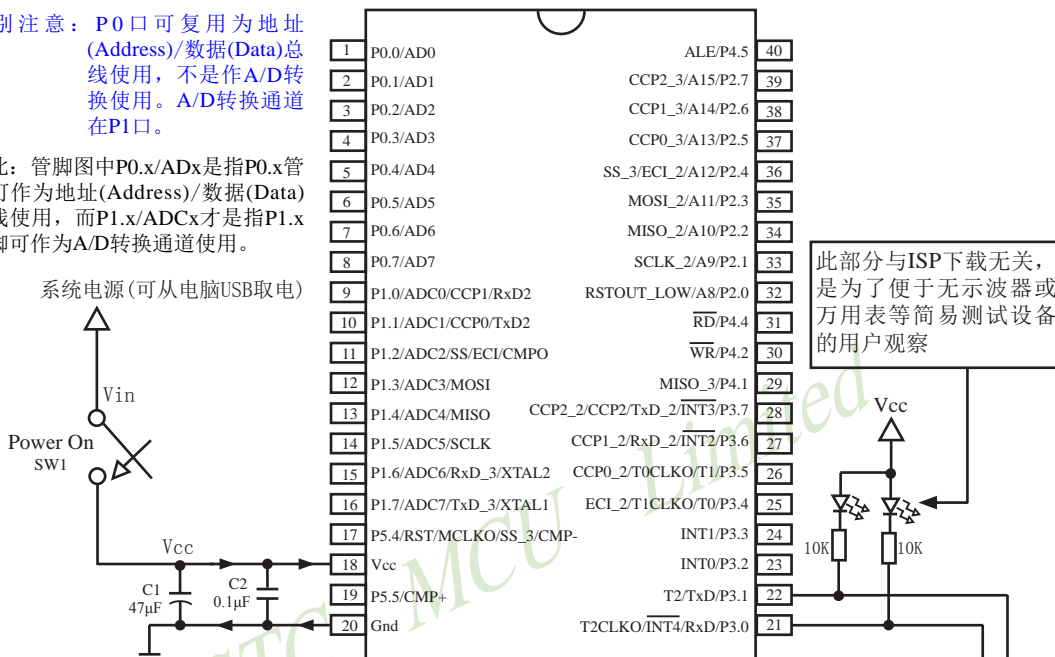 别注意：P0口可复用为地址
(Address)/数据(Data)总
线使用，不是作A/D转
换使用。A/D转换通道
在P1口。
比：管脚图中P0.x/ADx是指P0.x管
可作为地址(Address)/数据(Data)
线使用，而P1.x/ADCx才是指P1.x
脚可作为A/D转换通道使用。
系统电源(可从电脑USB取电)
Vin
Power On
SW1
Vcc
C1
47μF
C2
0.1μF
1 P0.0/AD0
2 P0.1/AD1
3 P0.2/AD2
4 P0.3/AD3
5 P0.4/AD4
6 P0.5/AD5
7 P0.6/AD6
8 P0.7/AD7
9 P1.0/ADC0/CCP1/RxD2
10 P1.1/ADC1/CCP0/TxD2
11 P1.2/ADC2/SS/ECI/CMPO
12 P1.3/ADC3/MOSI
13 P1.4/ADC4/MISO
14 P1.5/ADC5/SCLK
15 P1.6/ADC6/RxD_3/XTAL2
16 P1.7/ADC7/TxD_3/XTAL1
17 P5.4/RST/MCLKO/SS_3/CMP-
18 Vcc
19 P5.5/CMP+
20 Gnd
ALE/P4.5 40
CCP2_3/A15/P2.7 39
CCP1_3/A14/P2.6 38
CCP0_3/A13/P2.5 37
SS_3/ECI_2/A12/P2.4 36
MOSI_2/A11/P2.3 35
MISO_2/A10/P2.2 34
SCLK_2/A9/P2.1 33
RSTOUT_LOW/A8/P2.0 32
RD/P4.4 31
WR/P4.2 30
MISO_3/P4.1 29
CCP2_2/CCP2/TxD_2/INT3/P3.7 28
CCP1_2/RxD_2/INT2/P3.6 27
CCP0_2/T0CLKO/T1/P3.5 26
ECI_2/T1CLKO/T0/P3.4 25
INT1/P3.3 24
INT0/P3.2 23
T2/TxD/P3.1 22
T2CLKO/INT4/RxD/P3.0 21
此部分与ISP下载无关，
是为了便于无示波器或
万用表等简易测试设备
的用户观察
Vcc
10K
10K
STC MCU Limited